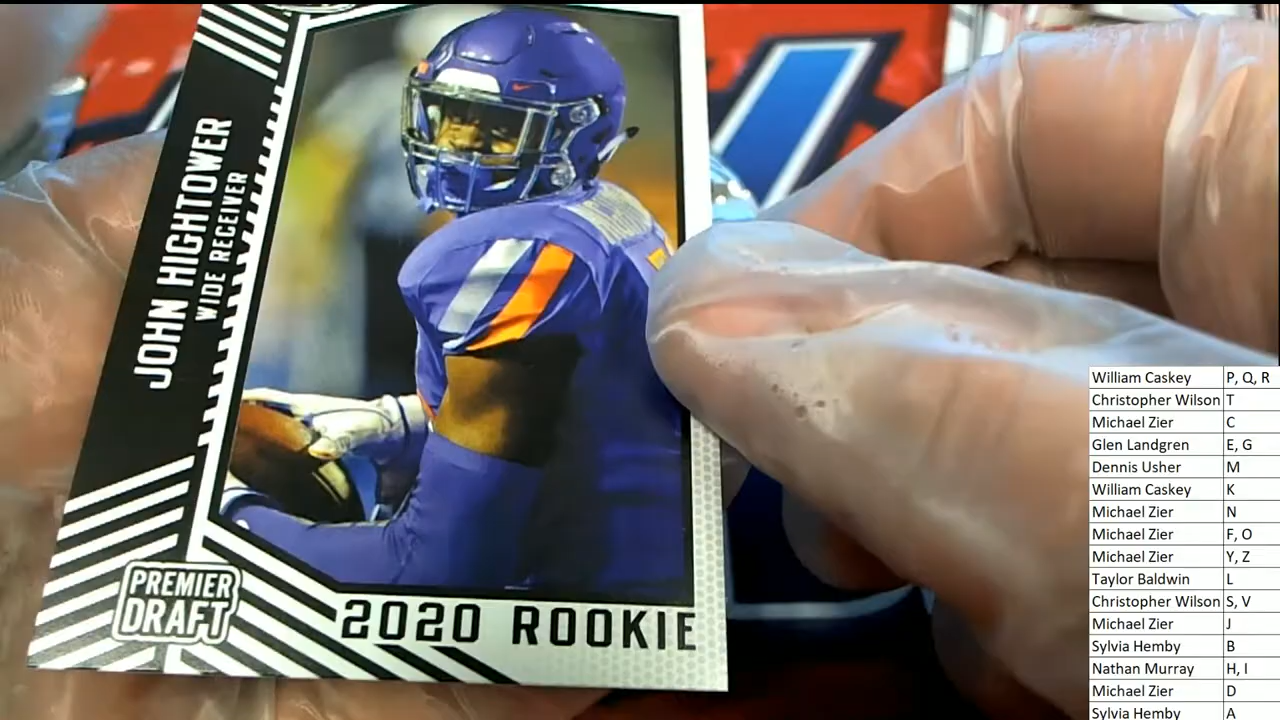 JOHN HIGHTOWER
WIDE RECEIVER
PREMIER
DRAFT
2020 ROOKIE
William Caskey P, Q, R
Christopher Wilson T
Michael Zier C
Glen Landgren E, G
Dennis Usher M
William Caskey K
Michael Zier N
Michael Zier F, O
Michael Zier Y, Z
Taylor Baldwin L
Christopher Wilson S, V
Michael Zier J
Sylvia Hemby B
Nathan Murray H, I
Michael Zier D
Sylvia Hemby A